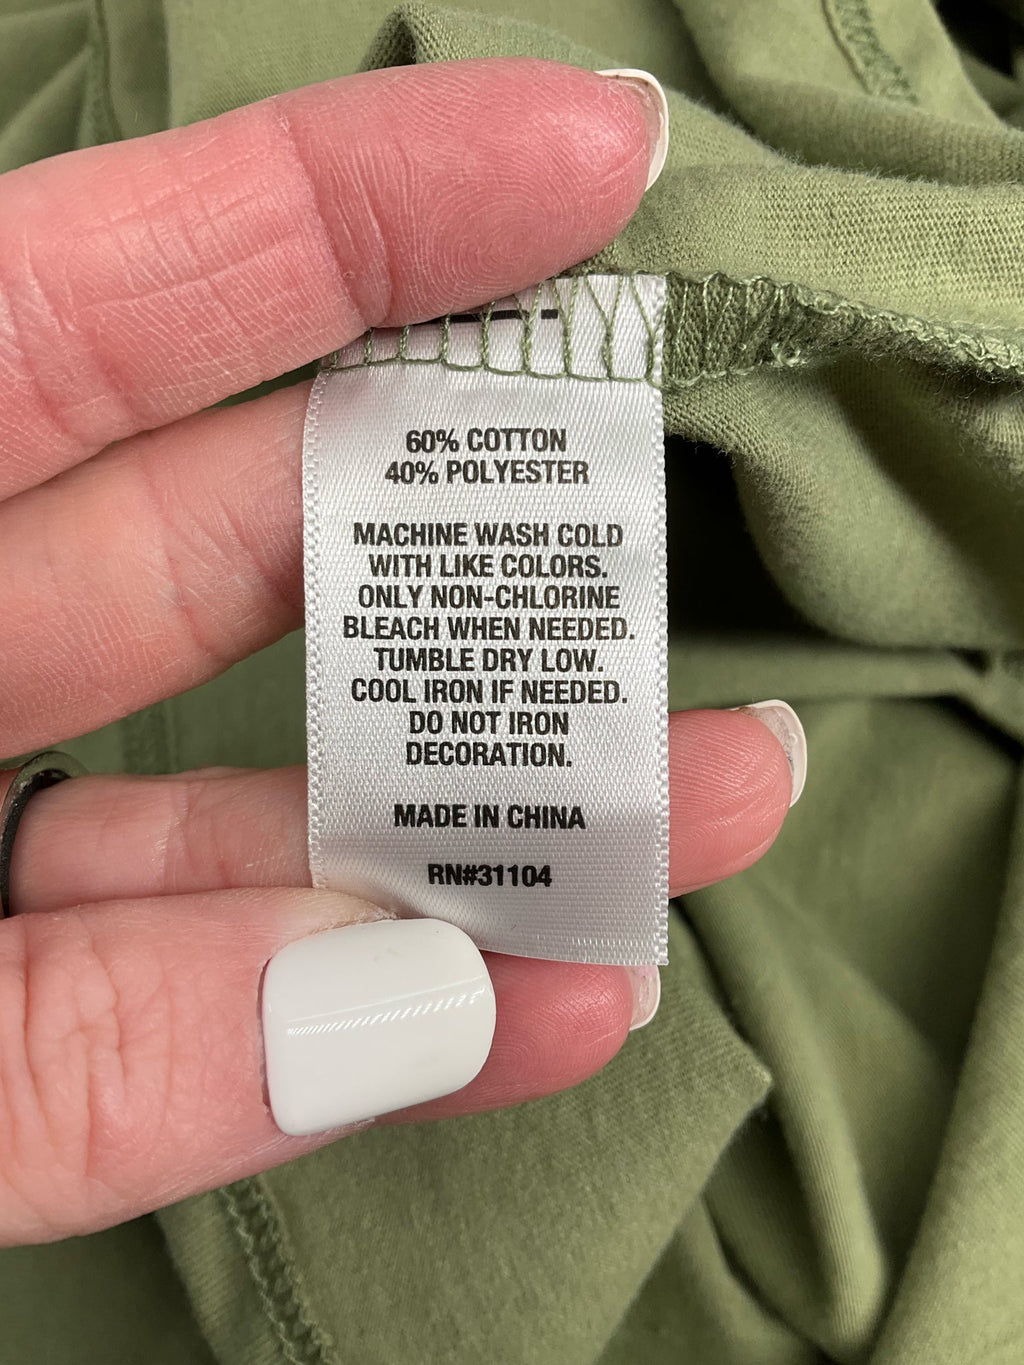 60% COTTON
40% POLYESTER
MACHINE WASH COLD
WITH LIKE COLORS.
ONLY NON-CHLORINE
BLEACH WHEN NEEDED.
TUMBLE DRY LOW.
COOL IRON IF NEEDED.
DO NOT IRON
DECORATION.
MADE IN CHINA
RN#31104